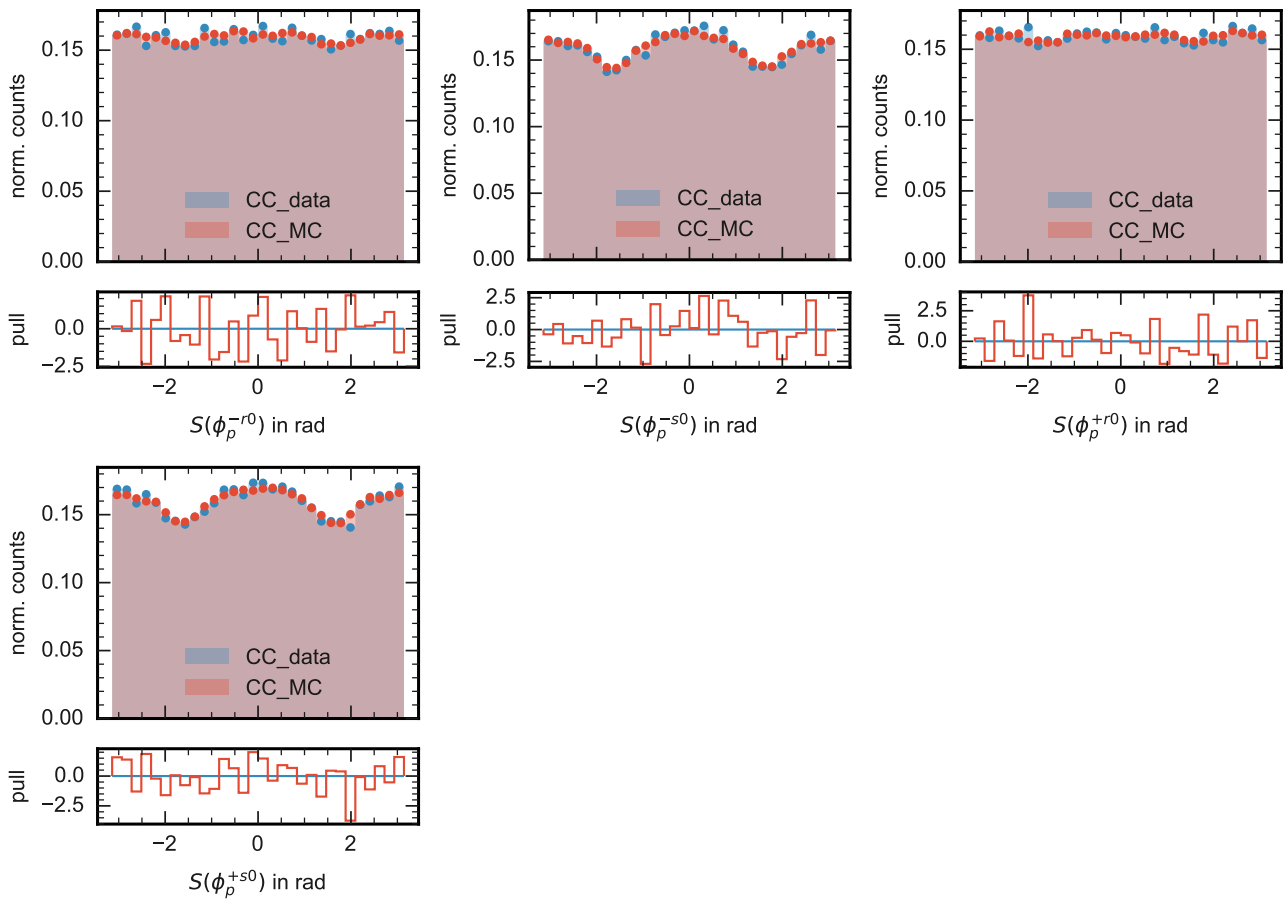 norm. counts
0.15
0.10
0.05
0.00
CC_data
CC_MC
pull
0.0
−2.5
−2 0 2
S(ϕ_p^{−r0}) in rad
norm. counts
0.15
0.10
0.05
0.00
CC_data
CC_MC
pull
2.5
0.0
−2.5
−2 0 2
S(ϕ_p^{−s0}) in rad
norm. counts
0.15
0.10
0.05
0.00
CC_data
CC_MC
pull
2.5
0.0
−2 0 2
S(ϕ_p^{+r0}) in rad
norm. counts
0.15
0.10
0.05
0.00
CC_data
CC_MC
pull
0.0
−2.5
−2 0 2
S(ϕ_p^{+s0}) in rad